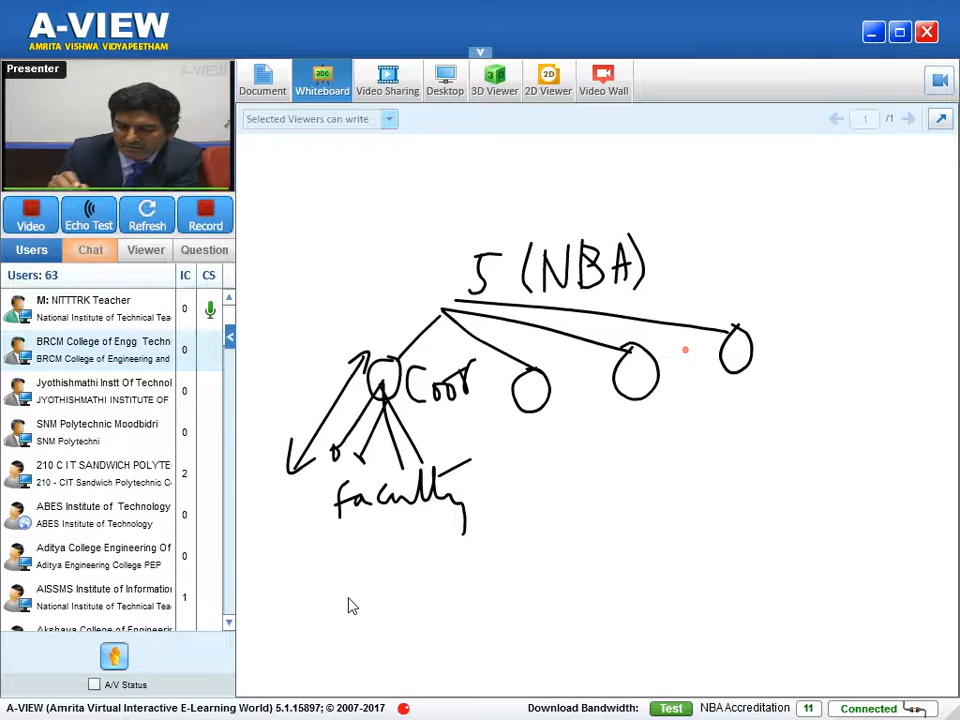 A-VIEW
AMRITA VISHWA VIDYAPEETHAM
Presenter
A-VIEW
Document
Whiteboard
Video Sharing
Desktop
3D Viewer
2D Viewer
Video Wall
Selected Viewers can write
1
/1
Video
Echo Test
Refresh
Record
Users
Chat
Viewer
Question
Users: 63
IC
CS
M: NITTTRK Teacher
National Institute of Technical Tea
0
BRCM College of Engg Techn
BRCM College of Engineering and
0
Jyothishmathi Instt Of Technol
JYOTHISHMATHI INSTITUTE OF
0
SNM Polytechnic Moodbidri
SNM Polytechni
0
210 C I T SANDWICH POLYTE
210 - CIT Sandwich Polytechnic C
2
ABES Institute of Technology
ABES Institute of Technology
0
Aditya College Engineering Of
Aditya Engineering College PEP
0
AISSMS Institute of Informatio
National Institute of Technical Tea
1
Akshaya College of Engineerin
5 (NBA)
Coor
faculty
A/V Status
A-VIEW (Amrita Virtual Interactive E-Learning World) 5.1.15897; © 2007-2017
Download Bandwidth:
Test
NBA Accreditation
11
Connected